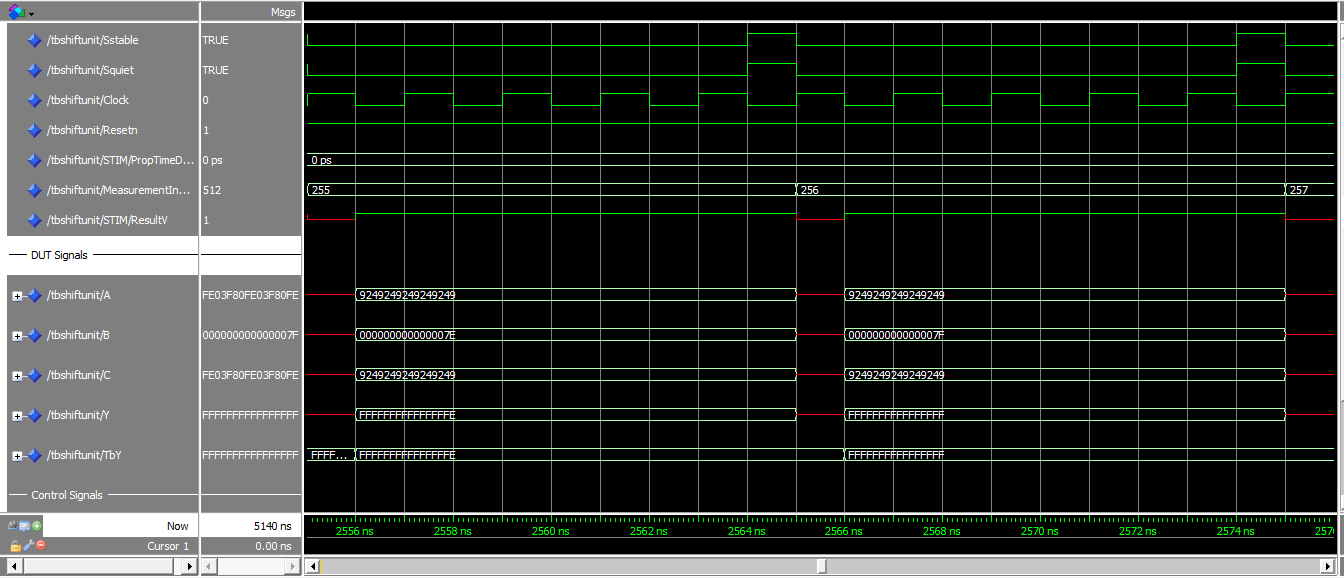 Msgs
/tbshiftunit/Sstable TRUE
/tbshiftunit/Squiet TRUE
/tbshiftunit/Clock 0
/tbshiftunit/Resetn 1
/tbshiftunit/STIM/PropTimeD... 0 ps 0 ps
/tbshiftunit/MeasurementIn... 512 255 256 257
/tbshiftunit/STIM/ResultV 1
DUT Signals
/tbshiftunit/A FE03F80FE03F80FE 9249249249249249 9249249249249249
/tbshiftunit/B 000000000000007F 000000000000007E 000000000000007F
/tbshiftunit/C FE03F80FE03F80FE 9249249249249249 9249249249249249
/tbshiftunit/Y FFFFFFFFFFFFFFFF FFFFFFFFFFFFFFFE FFFFFFFFFFFFFFFF
/tbshiftunit/TbY FFFFFFFFFFFFFFFF FFFF... FFFFFFFFFFFFFFFE FFFFFFFFFFFFFFFF
Control Signals
Now 5140 ns 2556 ns 2558 ns 2560 ns 2562 ns 2564 ns 2566 ns 2568 ns 2570 ns 2572 ns 2574 ns
Cursor 1 0.00 ns